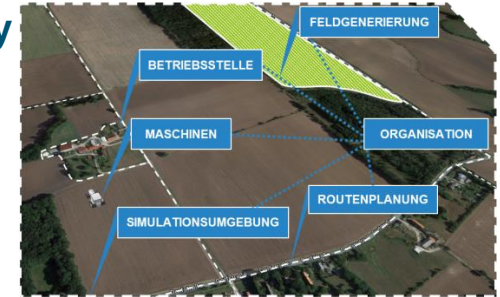 y
FELDGENERIERUNG
BETRIEBSSTELLE
MASCHINEN
ORGANISATION
ROUTENPLANUNG
SIMULATIONSUMGEBUNG